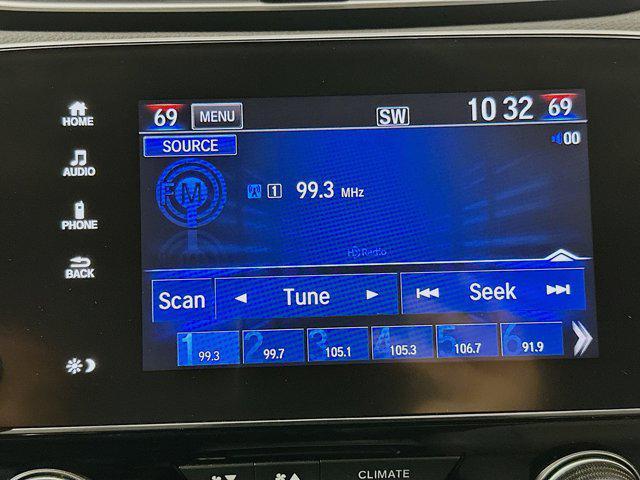 69 MENU SW 10 32 69
SOURCE 00
HOME
AUDIO
PHONE
BACK
FM
1 99.3 MHz
HD Radio
Scan Tune Seek
1 2 3 4 5 6
99.3 99.7 105.1 105.3 106.7 91.9
CLIMATE